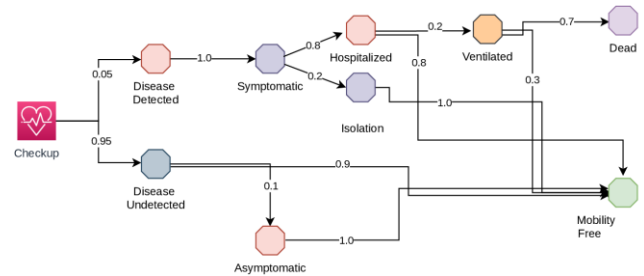 0.2
0.7
Dead
0.8
Hospitalized
Ventilated
0.05
1.0
0.8
Disease
Detected
Symptomatic
0.2
0.3
1.0
Isolation
Checkup
0.95
0.9
Disease
Undetected
0.1
Mobility
Free
1.0
Asymptomatic